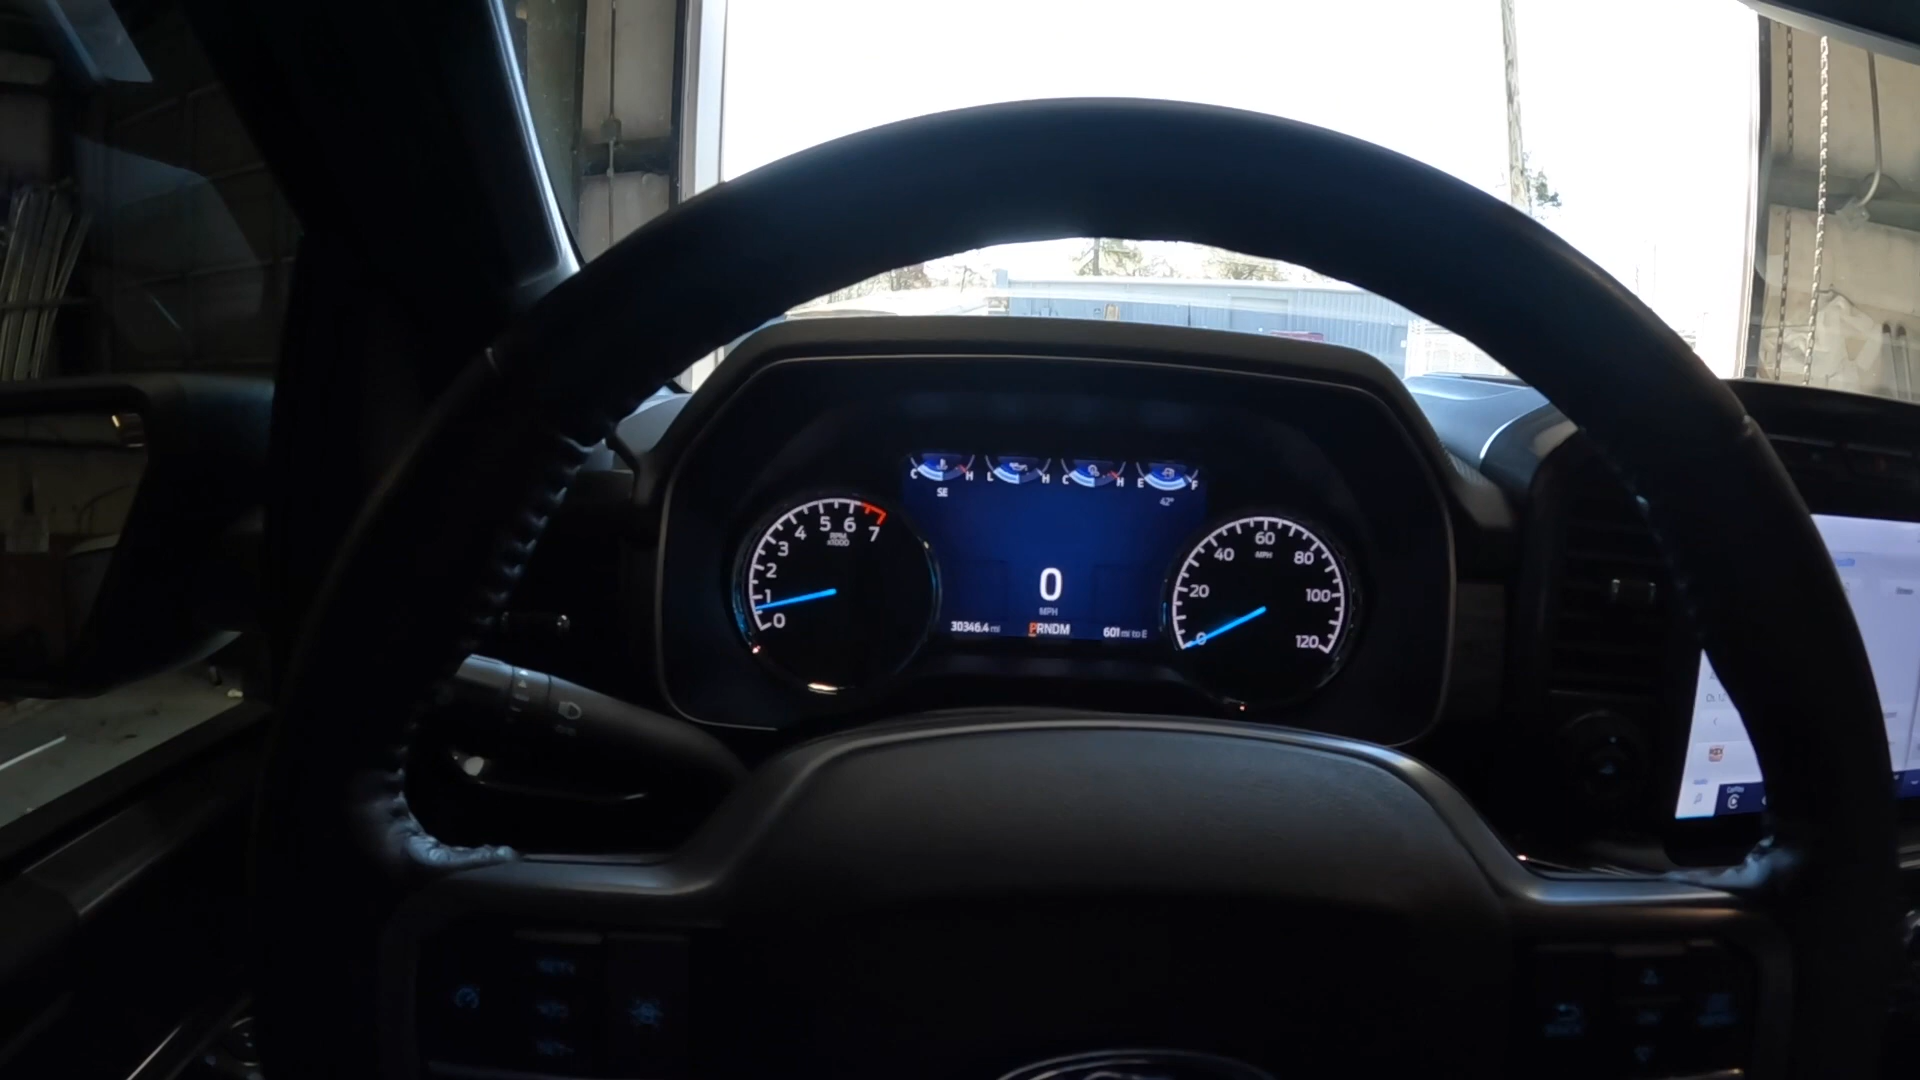 C H L H C H E F
SE 42°
0 1 2 3 4 5 6 7
RPM
x1000
0 20 40 60 80 100 120
MPH
0
MPH
30346.4 mi PRNDM 601 mi to E